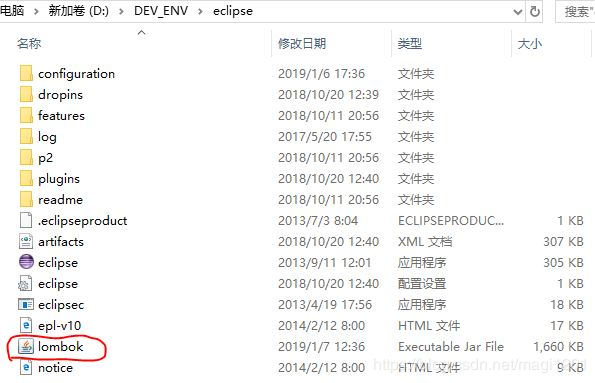 电脑 › 新加卷 (D:) › DEV_ENV › eclipse 搜索"
名称 修改日期 类型 大小
configuration 2019/1/6 17:36 文件夹
dropins 2018/10/20 12:39 文件夹
features 2018/10/11 20:56 文件夹
log 2017/5/20 17:55 文件夹
p2 2018/10/11 20:56 文件夹
plugins 2018/10/20 12:40 文件夹
readme 2018/10/11 20:56 文件夹
.eclipseproduct 2013/7/3 8:04 ECLIPSEPRODUC... 1 KB
artifacts 2018/10/20 12:40 XML 文档 307 KB
eclipse 2013/9/11 12:01 应用程序 305 KB
eclipse 2018/10/20 12:40 配置设置 1 KB
eclipsec 2013/4/19 17:56 应用程序 18 KB
epl-v10 2014/2/12 8:00 HTML 文件 17 KB
lombok 2019/1/7 12:36 Executable Jar File 1,660 KB
notice 2014/2/12 8:00 HTML 文件 9 KB